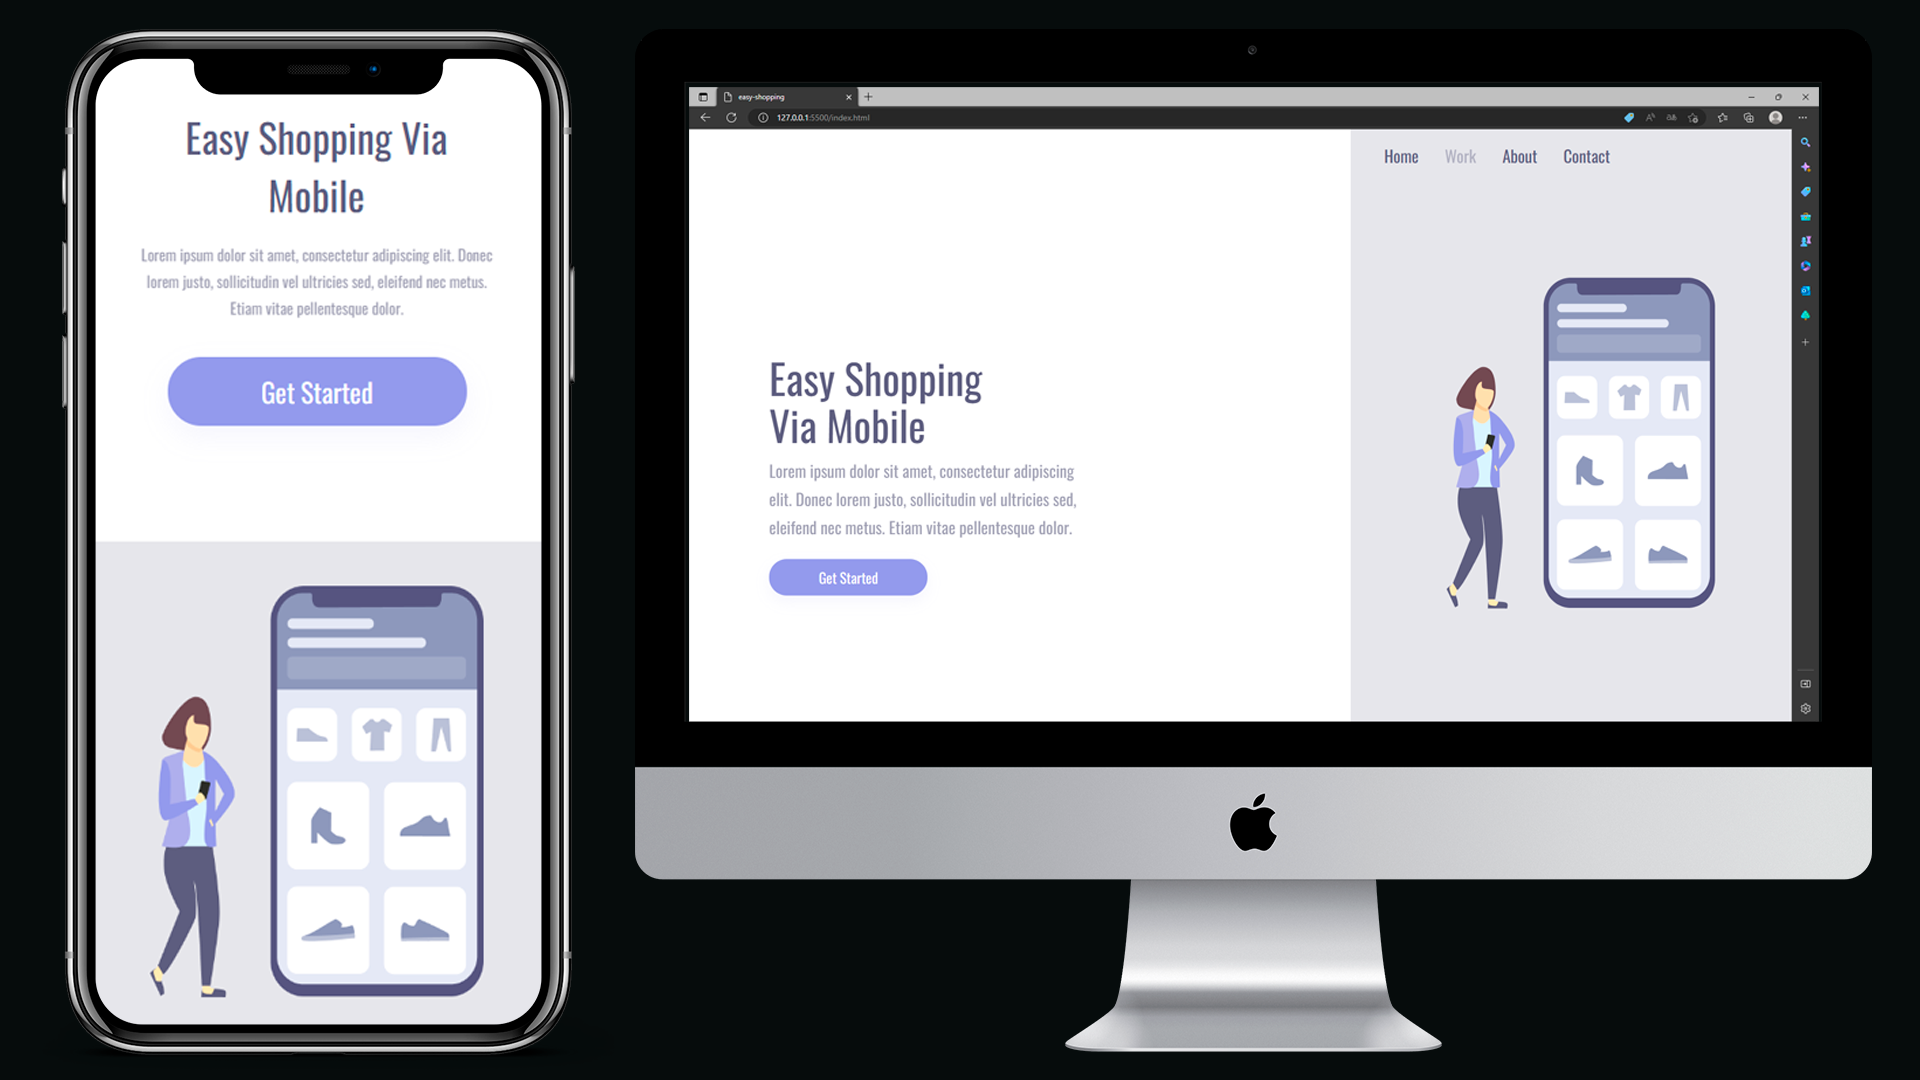 Easy Shopping Via
Mobile
Lorem ipsum dolor sit amet, consectetur adipiscing elit. Donec
lorem justo, sollicitudin vel ultricies sed, eleifend nec metus.
Etiam vitae pellentesque dolor.
Get Started
easy-shopping
127.0.0.1:5500/index.html
Home Work About Contact
Easy Shopping
Via Mobile
Lorem ipsum dolor sit amet, consectetur adipiscing
elit. Donec lorem justo, sollicitudin vel ultricies sed,
eleifend nec metus. Etiam vitae pellentesque dolor.
Get Started